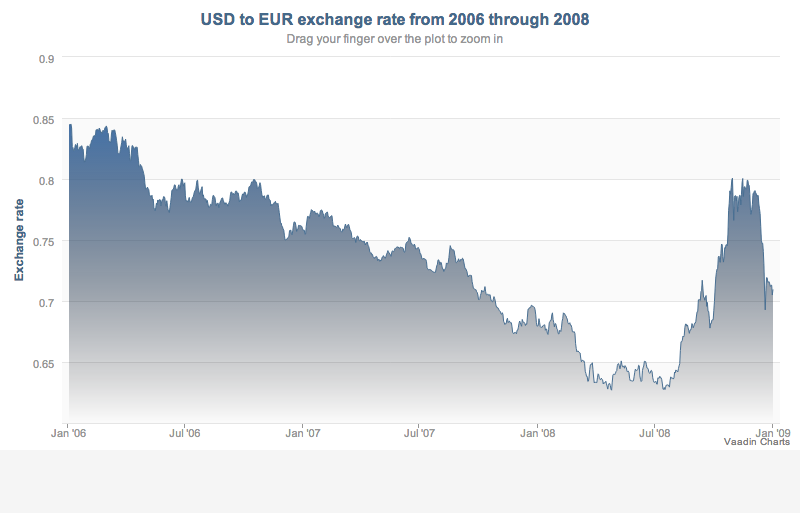 USD to EUR exchange rate from 2006 through 2008
Drag your finger over the plot to zoom in
Exchange rate
0.9
0.85
0.8
0.75
0.7
0.65
Jan '06
Jul '06
Jan '07
Jul '07
Jan '08
Jul '08
Jan '09
Vaadin Charts